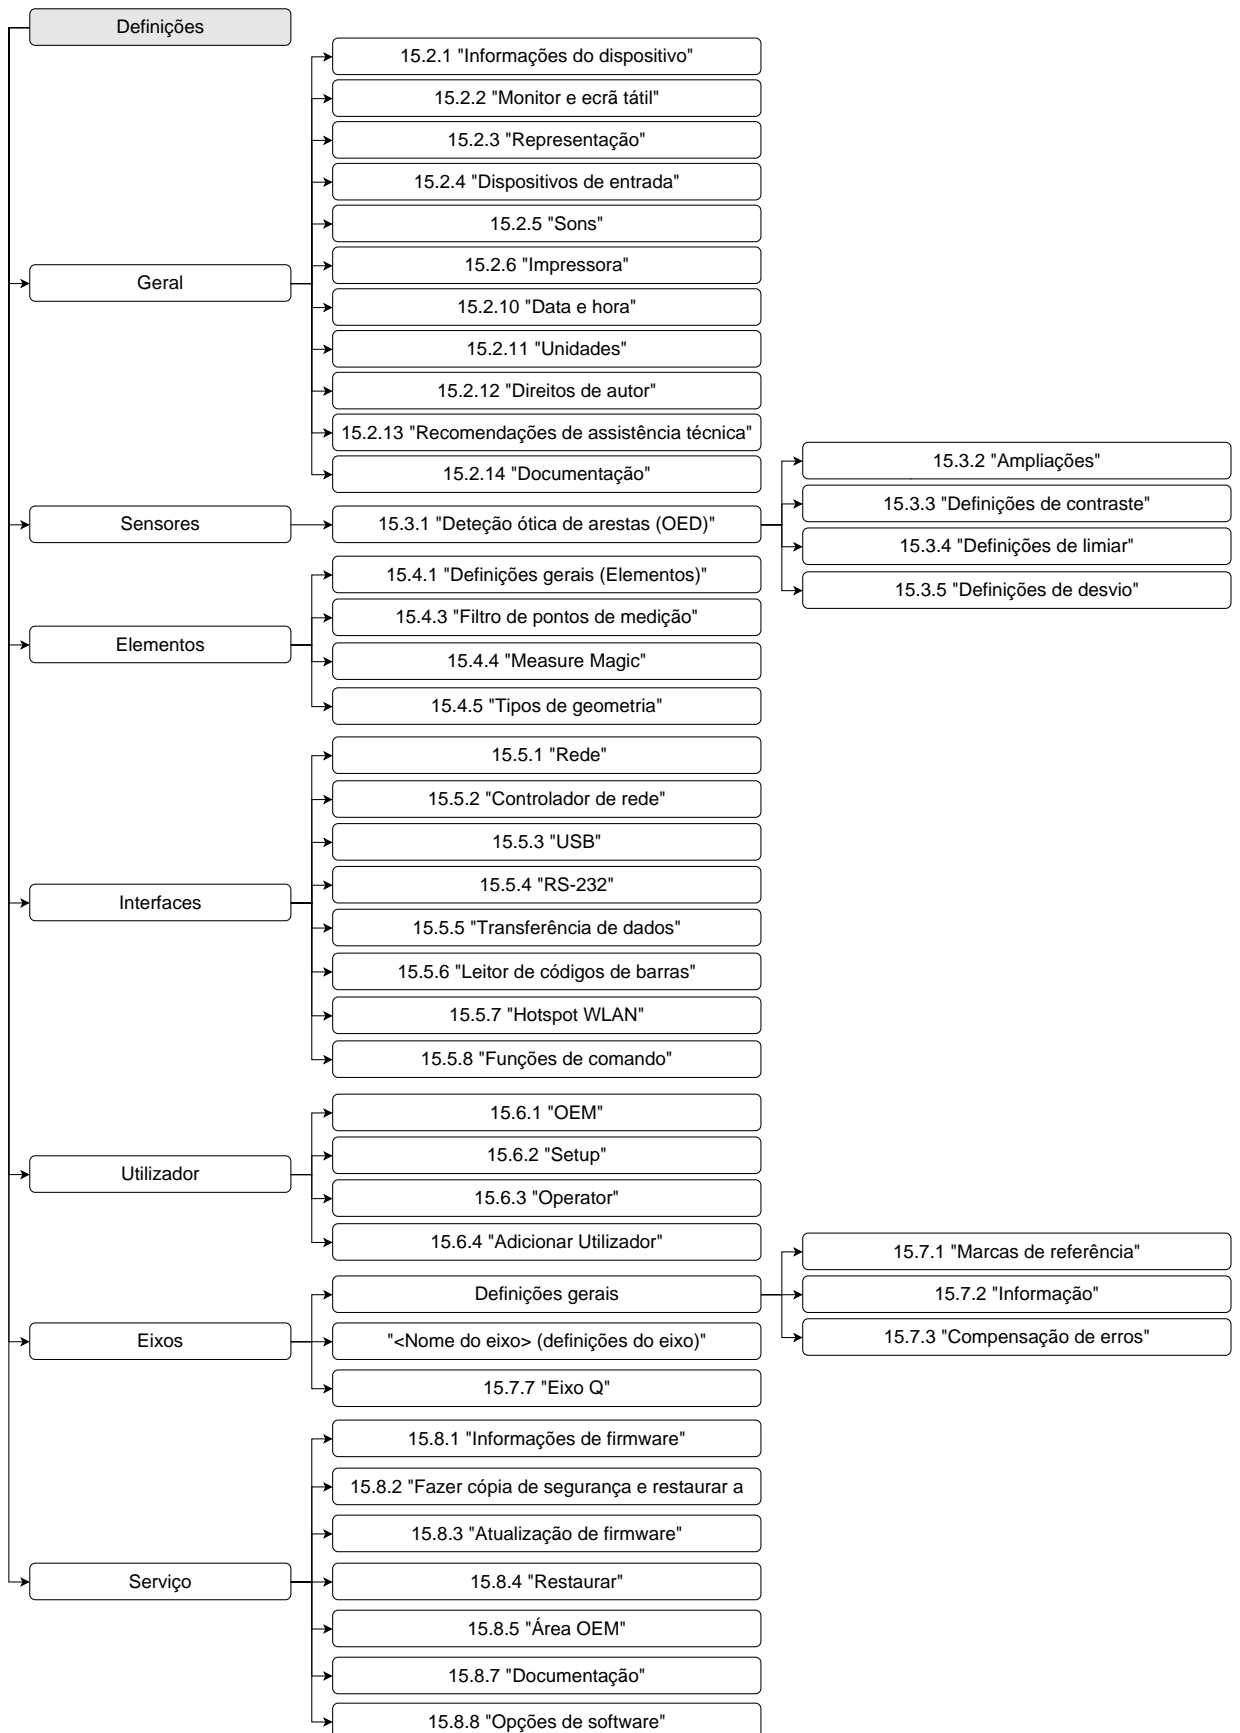 Definições
Geral
15.2.1 "Informações do dispositivo"
15.2.2 "Monitor e ecrã tátil"
15.2.3 "Representação"
15.2.4 "Dispositivos de entrada"
15.2.5 "Sons"
15.2.6 "Impressora"
15.2.10 "Data e hora"
15.2.11 "Unidades"
15.2.12 "Direitos de autor"
15.2.13 "Recomendações de assistência técnica"
15.2.14 "Documentação"
Sensores
15.3.1 "Deteção ótica de arestas (OED)"
15.3.2 "Ampliações"
15.3.3 "Definições de contraste"
15.3.4 "Definições de limiar"
15.3.5 "Definições de desvio"
Elementos
15.4.1 "Definições gerais (Elementos)"
15.4.3 "Filtro de pontos de medição"
15.4.4 "Measure Magic"
15.4.5 "Tipos de geometria"
Interfaces
15.5.1 "Rede"
15.5.2 "Controlador de rede"
15.5.3 "USB"
15.5.4 "RS-232"
15.5.5 "Transferência de dados"
15.5.6 "Leitor de códigos de barras"
15.5.7 "Hotspot WLAN"
15.5.8 "Funções de comando"
Utilizador
15.6.1 "OEM"
15.6.2 "Setup"
15.6.3 "Operator"
15.6.4 "Adicionar Utilizador"
Eixos
Definições gerais
15.7.1 "Marcas de referência"
15.7.2 "Informação"
15.7.3 "Compensação de erros"
"<Nome do eixo> (definições do eixo)"
15.7.7 "Eixo Q"
Serviço
15.8.1 "Informações de firmware"
15.8.2 "Fazer cópia de segurança e restaurar a
15.8.3 "Atualização de firmware"
15.8.4 "Restaurar"
15.8.5 "Área OEM"
15.8.7 "Documentação"
15.8.8 "Opções de software"